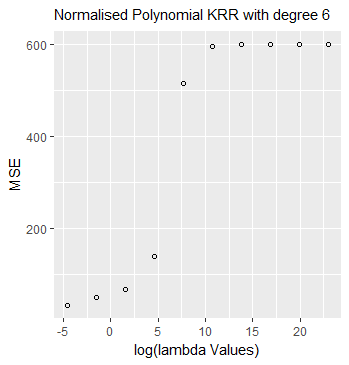 Normalised Polynomial KRR with degree 6
600
400
200
MSE
-5 0 5 10 15 20
log(lambda Values)